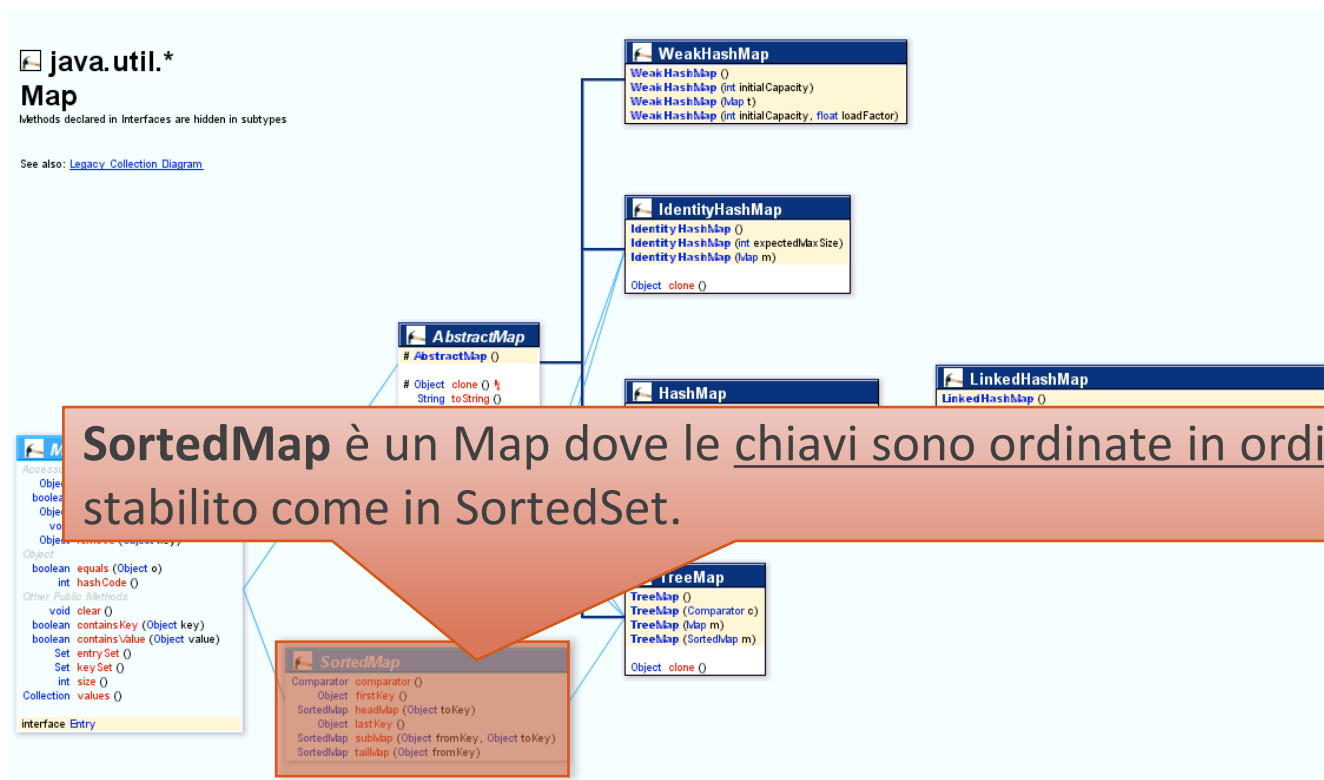 java.util.*
Map
Methods declared in Interfaces are hidden in subtypes
See also: Legacy Collection Diagram
WeakHashMap
WeakHashMap ()
WeakHashMap (int initialCapacity)
WeakHashMap (Map t)
WeakHashMap (int initialCapacity, float loadFactor)
IdentityHashMap
IdentityHashMap ()
IdentityHashMap (int expectedMaxSize)
IdentityHashMap (Map m)
Object clone ()
AbstractMap
# AbstractMap ()
# Object clone ()
String toString ()
HashMap
LinkedHashMap
LinkedHashMap ()
SortedMap è un Map dove le chiavi sono ordinate in ordi
stabilito come in SortedSet.
Object remove (Object key)
Object
boolean equals (Object o)
int hashCode ()
Other Public Methods
void clear ()
boolean containsKey (Object key)
boolean containsValue (Object value)
Set entrySet ()
Set keySet ()
int size ()
Collection values ()
interface Entry
TreeMap
TreeMap ()
TreeMap (Comparator c)
TreeMap (Map m)
TreeMap (SortedMap m)
Object clone ()
SortedMap
Comparator comparator ()
Object firstKey ()
SortedMap headMap (Object toKey)
Object lastKey ()
SortedMap subMap (Object fromKey, Object toKey)
SortedMap tailMap (Object fromKey)